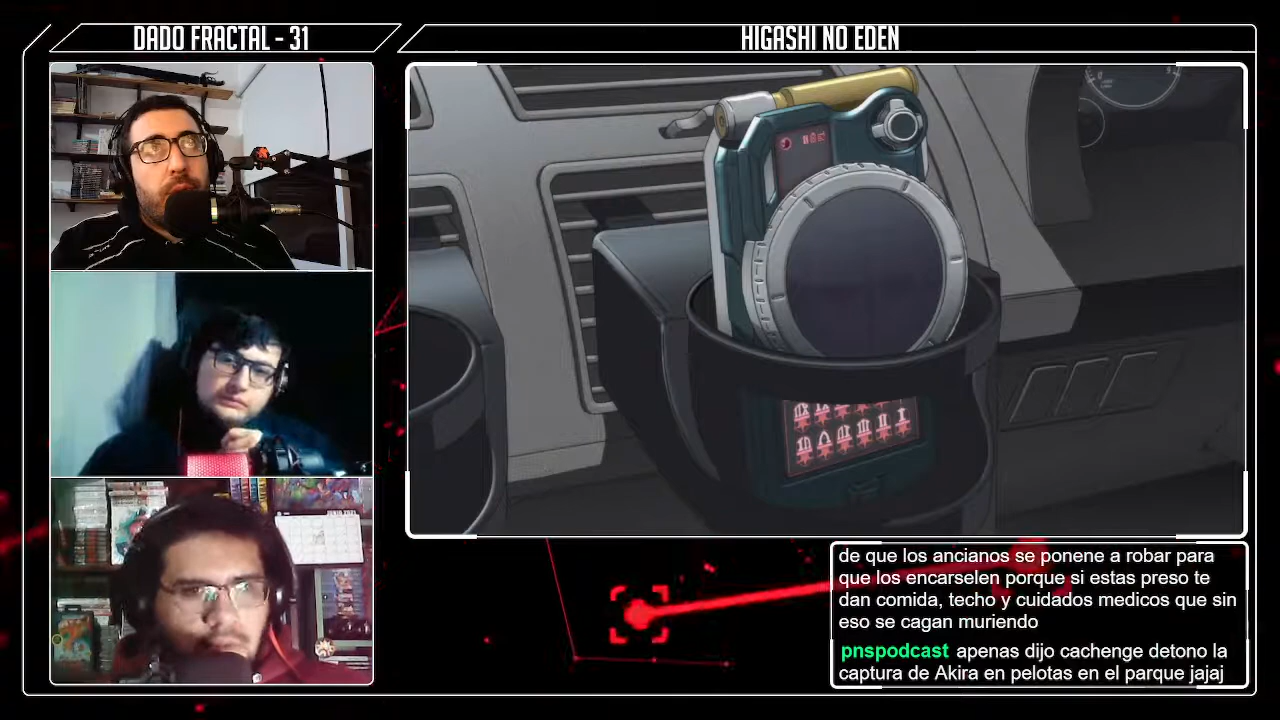 DADO FRACTAL - 31
HIGASHI NO EDEN
de que los ancianos se ponene a robar para
que los encarselen porque si estas preso te
dan comida, techo y cuidados medicos que sin
eso se cagan muriendo
pnspodcast apenas dijo cachenge detono la
captura de Akira en pelotas en el parque jajaj